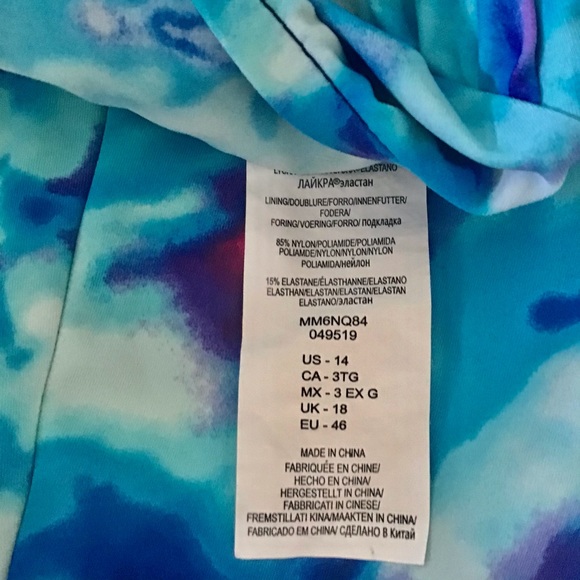 ELASTANO
ЛАЙКРА®эластан
LINING/DOUBLURE/FORRO/INNENFUTTER/
FODERA/
FORING/VOERING/FORRO/ подкладка
85% NYLON/POLIAMIDE/POLIAMIDA
POLYAMIDE/NYLON/NYLON/NYLON
POLIAMIDA/нейлон
15% ELASTANE/ÉLASTHANNE/ELASTANO
ELASTHAN/ELASTAN/ELASTAN/ELASTAN
ELASTANO/эластан
MM6NQ84
049519
US - 14
CA - 3TG
MX - 3 EX G
UK - 18
EU - 46
MADE IN CHINA
FABRIQUÉE EN CHINE/
HECHO EN CHINA/
HERGESTELLT IN CHINA/
FABBRICATI IN CINESE/
FREMSTILLATI KINA/MAAKTEN IN CHINA/
FABRICADO EM CHINA/ СДЕЛАНО В Китай